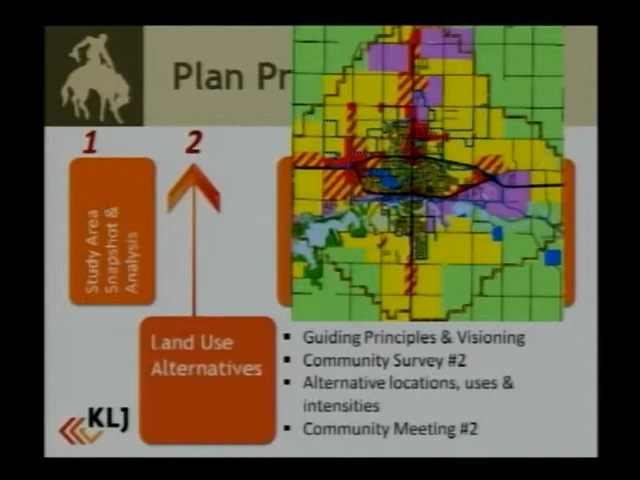 Plan Pr
1
2
Study Area
Snapshot &
Analysis
Land Use
Alternatives
▪ Guiding Principles & Visioning
▪ Community Survey #2
▪ Alternative locations, uses &
intensities
▪ Community Meeting #2
KLJ